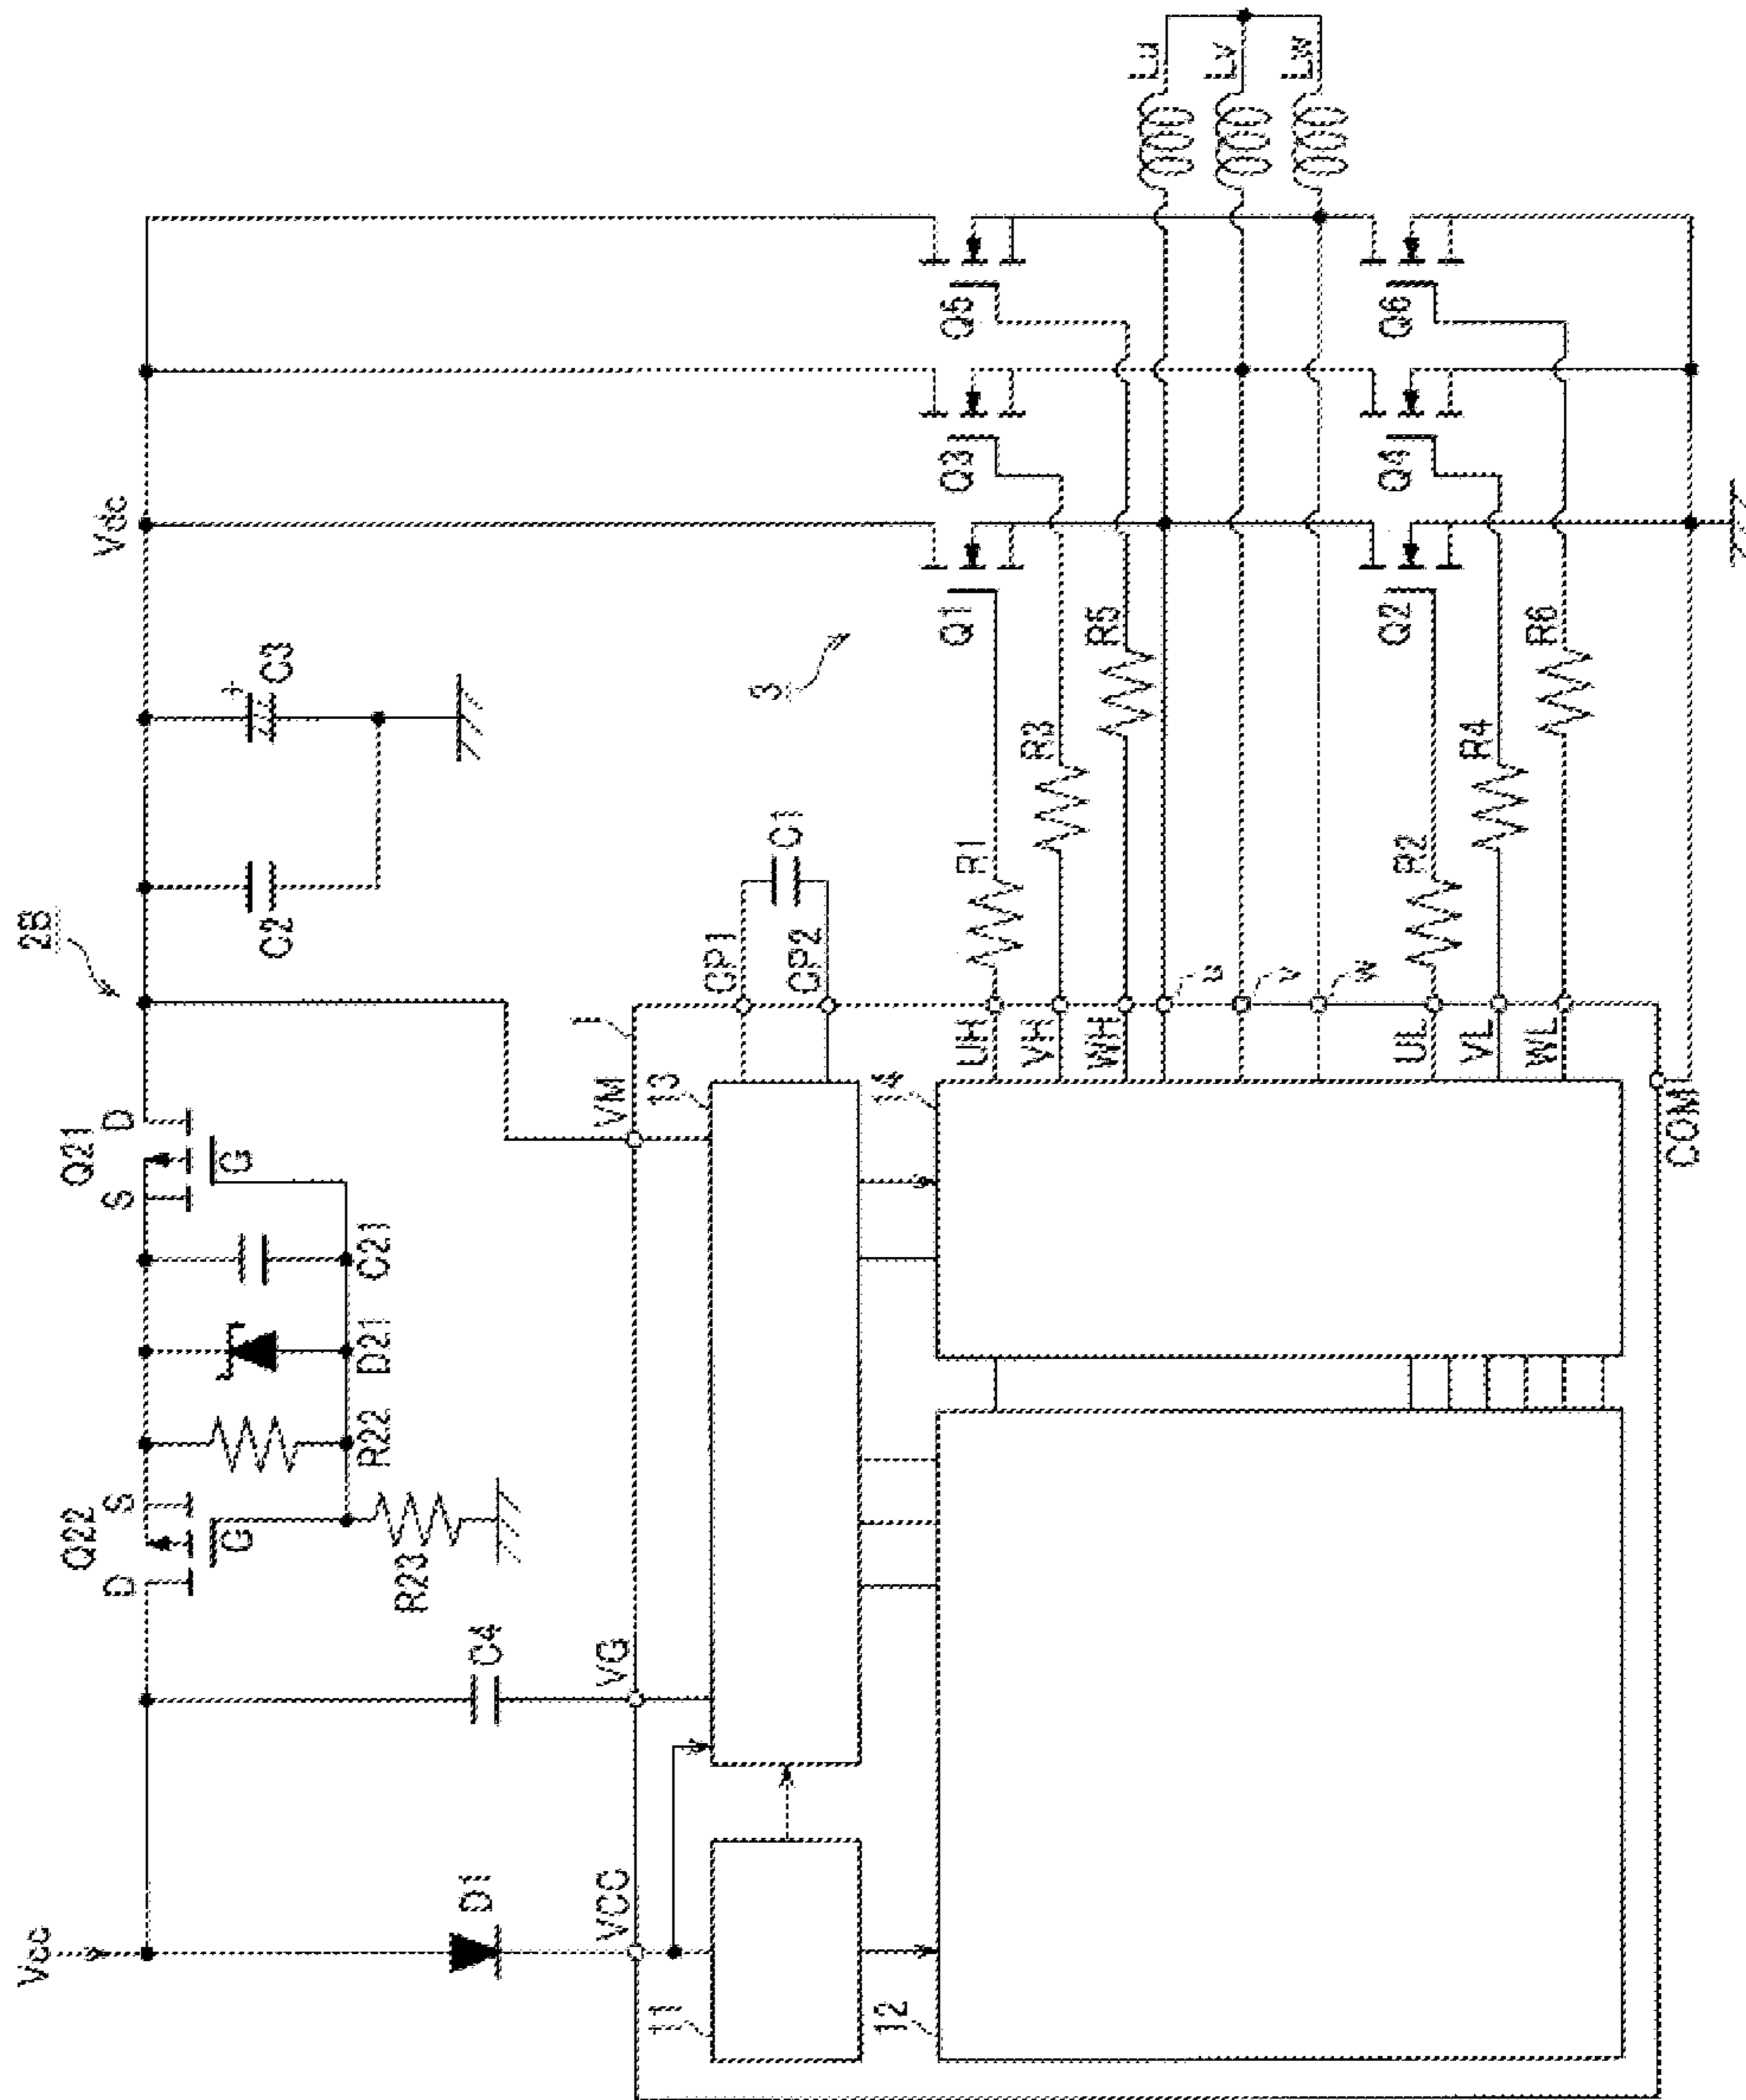 Vcc
D1
VCC
11
12
C4
VG
Q22
D
S
G
R23
R22
D21
C21
Q21
S
D
G
2B
VM
1
13
14
C2
C3
+
Vdc
CP1
CP2
C1
3
UH
VH
WH
u
v
w
UL
VL
WL
COM
R1
R3
R5
R2
R4
R6
Q1
Q3
Q5
Q2
Q4
Q6
Lu
Lv
Lw